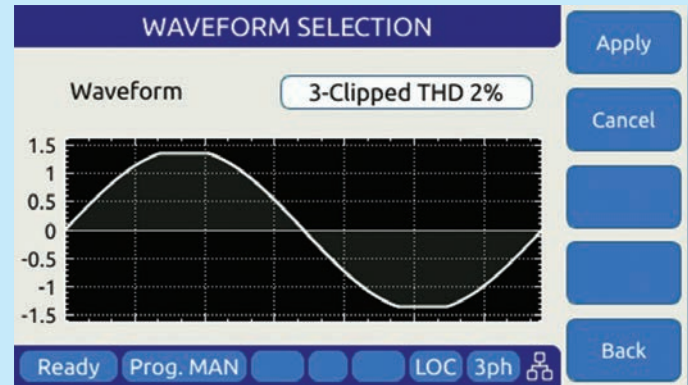 WAVEFORM SELECTION
Waveform
3-Clipped THD 2%
1.5
1
0.5
0
-0.5
-1
-1.5
Ready
Prog. MAN
LOC
3ph
Apply
Cancel
Back